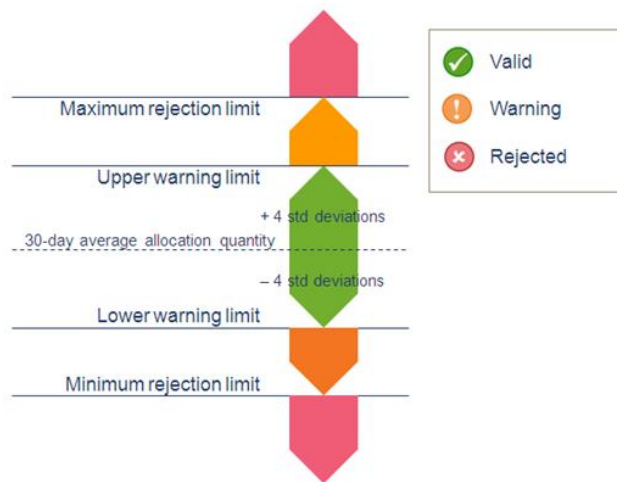 Maximum rejection limit
Upper warning limit
+ 4 std deviations
30-day average allocation quantity
– 4 std deviations
Lower warning limit
Minimum rejection limit
Valid
Warning
Rejected